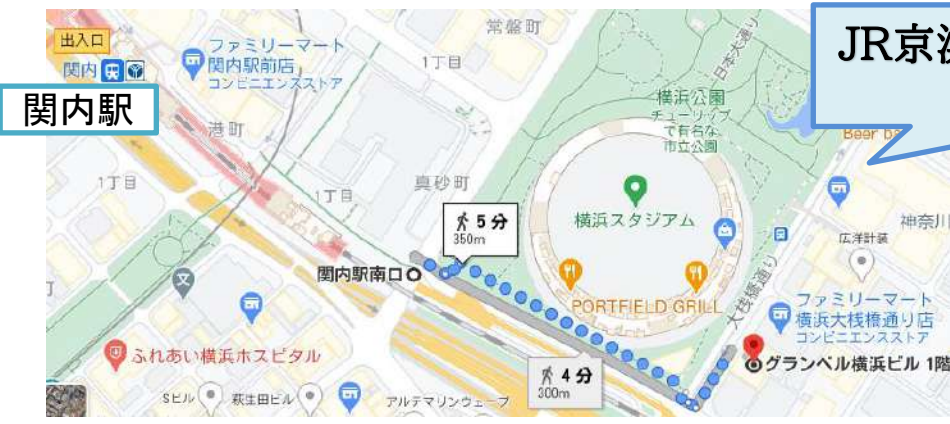 出入口
関内
関内駅
ファミリーマート
関内駅前店
コンビニエンスストア
常盤町
1丁目
日本大通り
JR京浜
横浜公園
チューリップ
で有名な
市立公園
港町
1丁目
1丁目
真砂町
5分
350m
横浜スタジアム
神奈川
広洋計装
関内駅南口
PORTFIELD GRILL
大桟橋通り
ファミリーマート
横浜大桟橋通り店
コンビニエンスストア
ふれあい横浜ホスピタル
4分
300m
グランベル横浜ビル 1階
Sビル
萩生田ビル
アルテマリンウェーブ